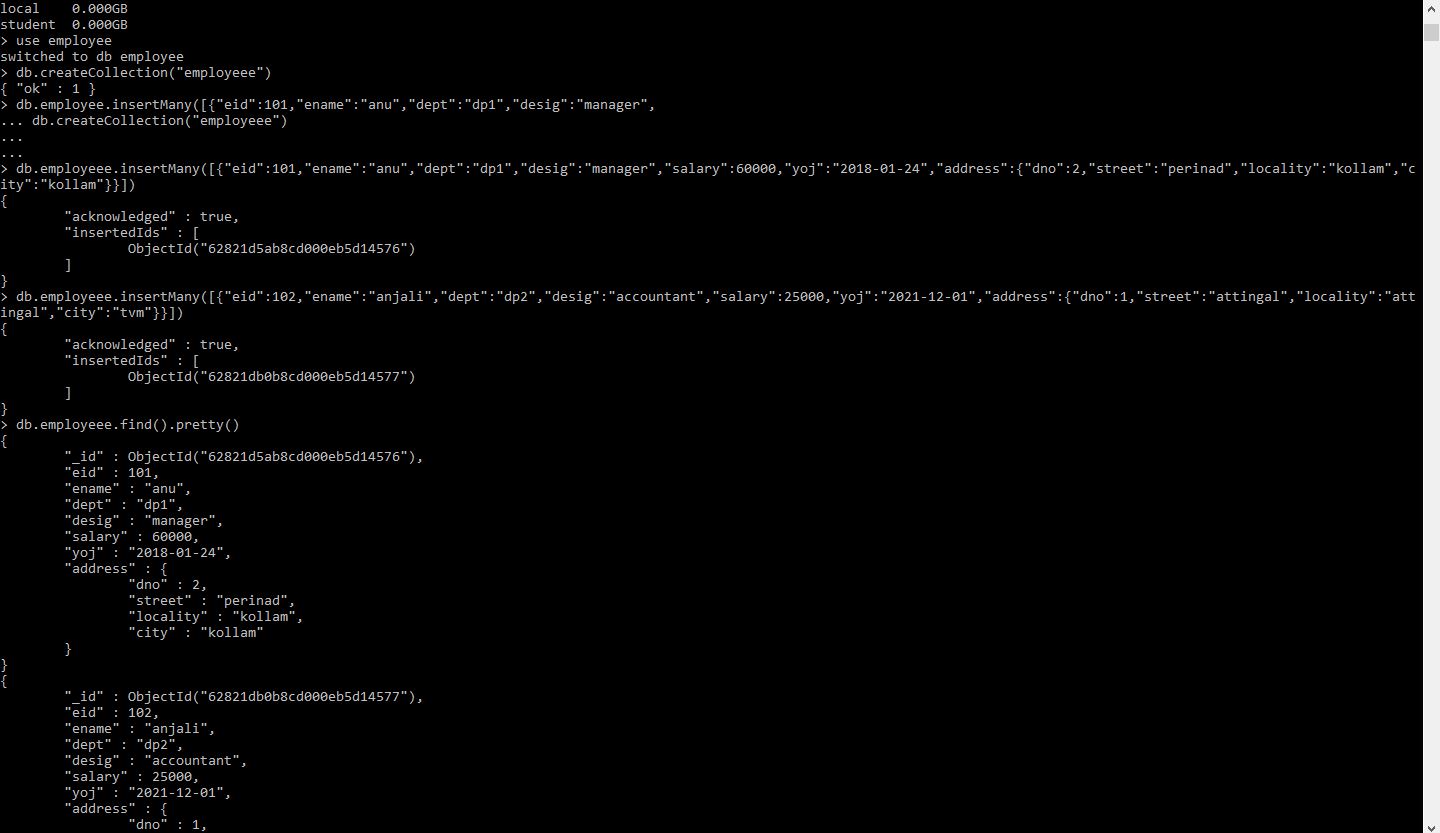 local    0.000GB
student  0.000GB
> use employee
switched to db employee
> db.createCollection("employeee")
{ "ok" : 1 }
> db.employee.insertMany([{"eid":101,"ename":"anu","dept":"dp1","desig":"manager",
... db.createCollection("employeee")
...
...
> db.employeee.insertMany([{"eid":101,"ename":"anu","dept":"dp1","desig":"manager","salary":60000,"yoj":"2018-01-24","address":{"dno":2,"street":"perinad","locality":"kollam","c
ity":"kollam"}}])
{
        "acknowledged" : true,
        "insertedIds" : [
                ObjectId("62821d5ab8cd000eb5d14576")
        ]
}
> db.employeee.insertMany([{"eid":102,"ename":"anjali","dept":"dp2","desig":"accountant","salary":25000,"yoj":"2021-12-01","address":{"dno":1,"street":"attingal","locality":"att
ingal","city":"tvm"}}])
{
        "acknowledged" : true,
        "insertedIds" : [
                ObjectId("62821db0b8cd000eb5d14577")
        ]
}
> db.employeee.find().pretty()
{
        "_id" : ObjectId("62821d5ab8cd000eb5d14576"),
        "eid" : 101,
        "ename" : "anu",
        "dept" : "dp1",
        "desig" : "manager",
        "salary" : 60000,
        "yoj" : "2018-01-24",
        "address" : {
                "dno" : 2,
                "street" : "perinad",
                "locality" : "kollam",
                "city" : "kollam"
        }
}
{
        "_id" : ObjectId("62821db0b8cd000eb5d14577"),
        "eid" : 102,
        "ename" : "anjali",
        "dept" : "dp2",
        "desig" : "accountant",
        "salary" : 25000,
        "yoj" : "2021-12-01",
        "address" : {
                "dno" : 1,